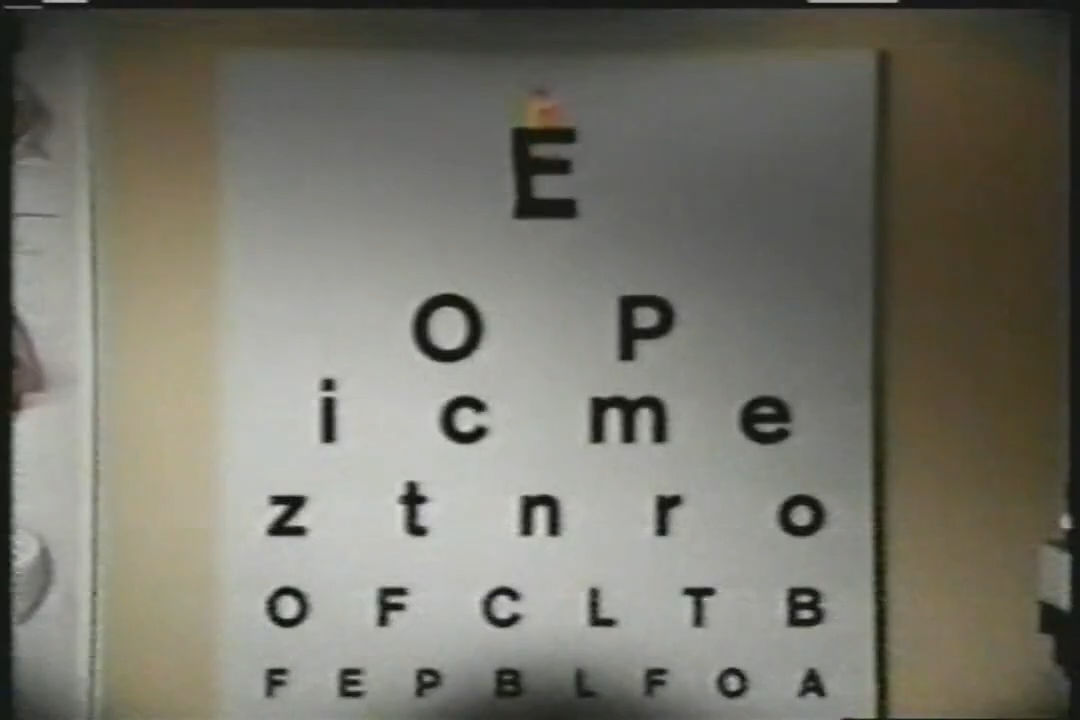 E
O P
i c m e
z t n r o
O F C L T B
F E P B L F O A